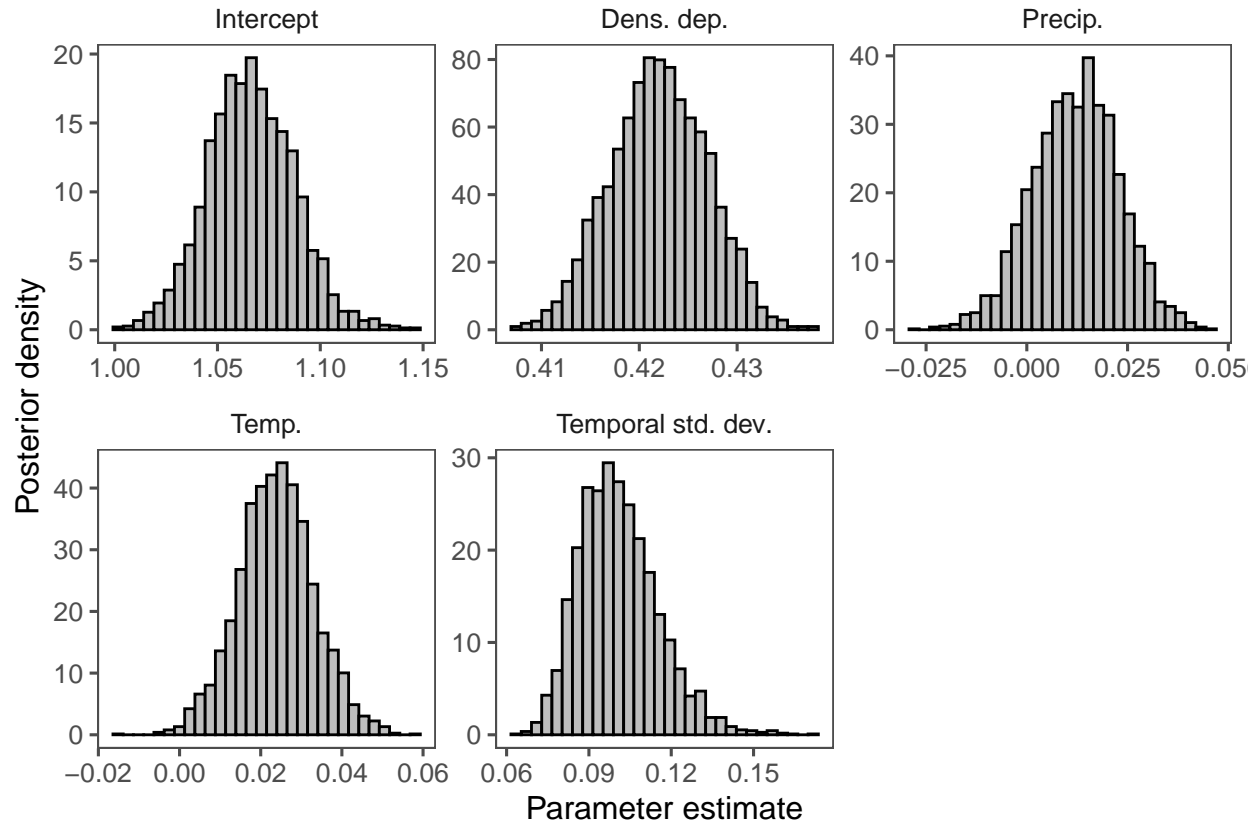 Intercept
Dens. dep.
Precip.
20
15
10
5
0
1.00 1.05 1.10 1.15
80
60
40
20
0
0.41 0.42 0.43
40
30
20
10
0
−0.025 0.000 0.025
Posterior density
Temp.
Temporal std. dev.
40
30
20
10
0
−0.02 0.00 0.02 0.04 0.06
30
20
10
0
0.06 0.09 0.12 0.15
Parameter estimate